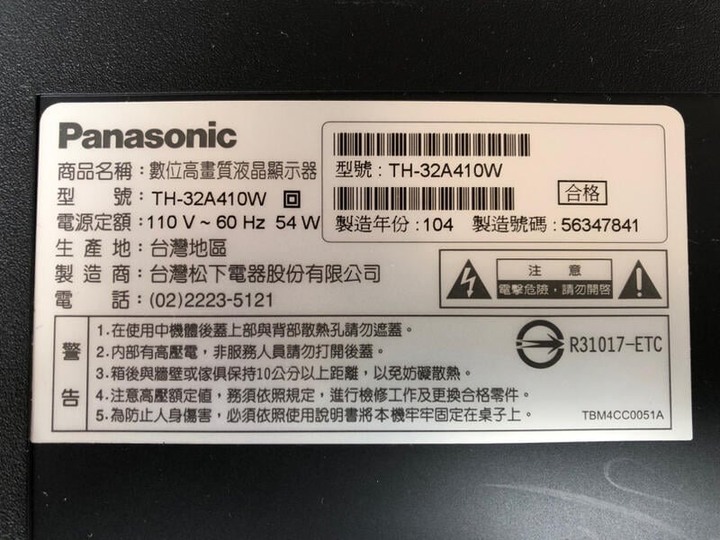 Panasonic
商品名稱：數位高畫質液晶顯示器
型 號：TH-32A410W
電源定額：110 V ~ 60 Hz 54 W
生 產 地：台灣地區
製 造 商：台灣松下電器股份有限公司
電 話：(02)2223-5121
型號：TH-32A410W
合格
製造年份：104 製造號碼：56347841
注 意
電擊危險，請勿開啓
警告
1.在使用中機體後蓋上部與背部散熱孔請勿遮蓋。
2.內部有高壓電，非服務人員請勿打開後蓋。
3.箱後與牆壁或傢俱保持10公分以上距離，以免妨礙散熱。
4.注意高壓額定值，務須依照規定，進行檢修工作及更換合格零件。
5.為防止人身傷害，必須依照使用說明書將本機牢牢固定在桌子上。
R31017-ETC
TBM4CC0051A